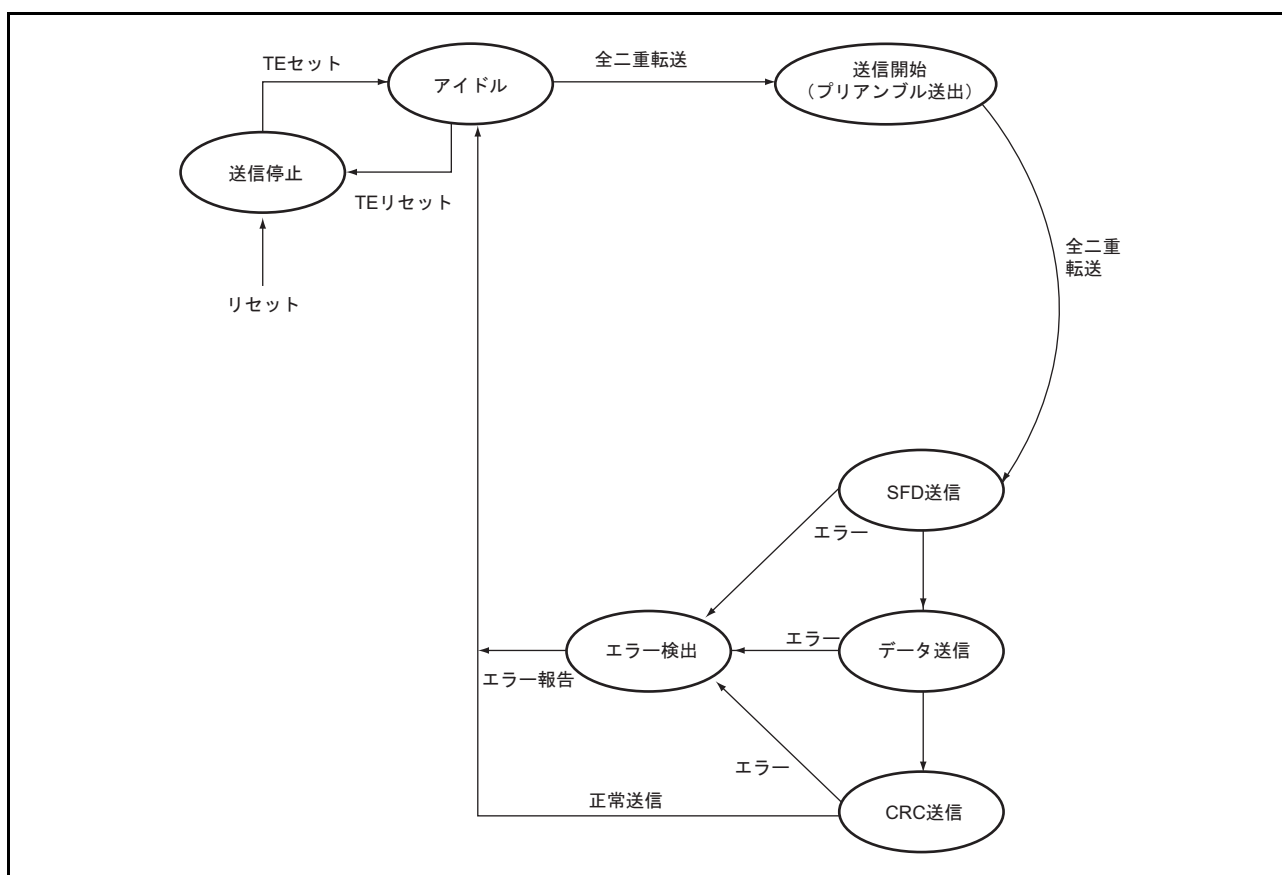 TEセット
アイドル
全二重転送
送信開始
（プリアンブル送出）
送信停止
TEリセット
リセット
全二重
転送
SFD送信
エラー
エラー検出
エラー
データ送信
エラー報告
エラー
正常送信
CRC送信